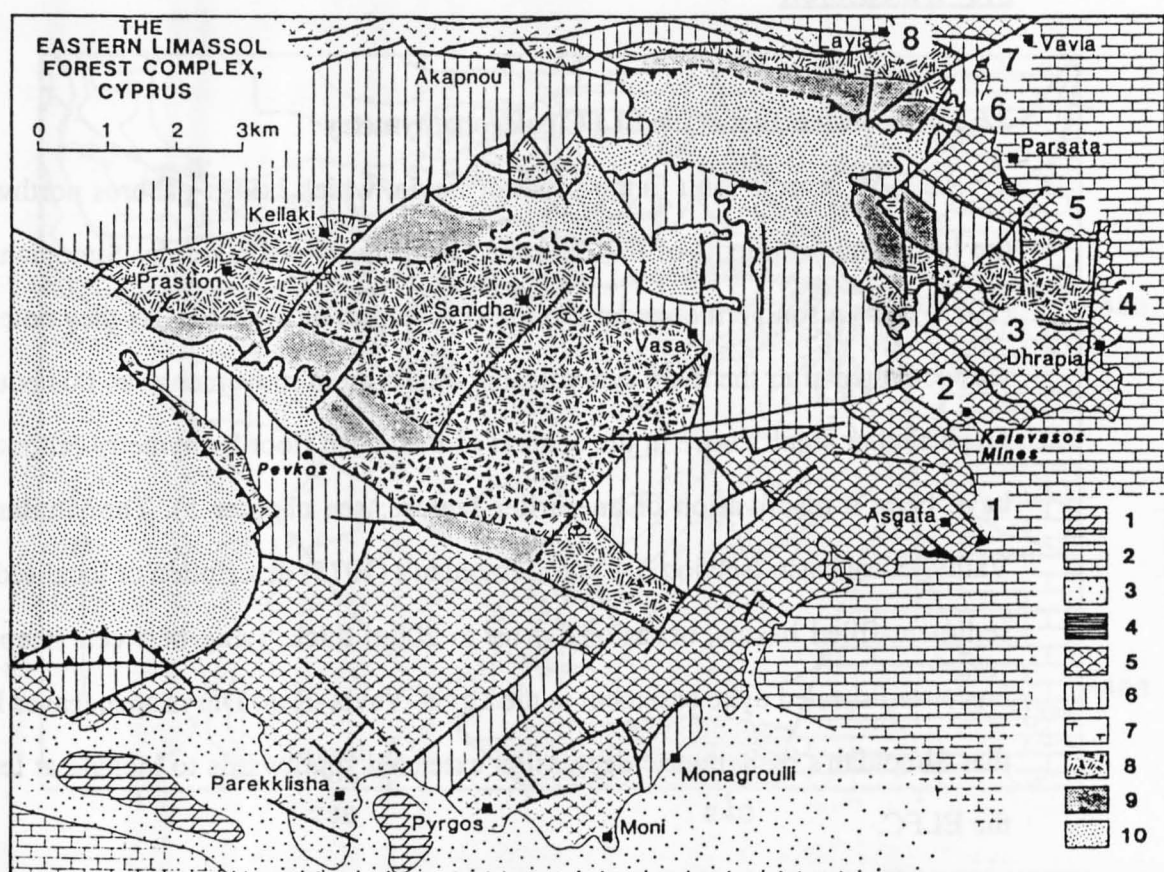 THE
EASTERN LIMASSOL
FOREST COMPLEX,
CYPRUS
0 1 2 3km
Akapnou
ayia
8
7
Vavla
6
Parsata
5
Kellaki
Prastion
Sanidha
Vasa
4
3
Dhrapia
2
Kalavasos
Mines
Pevkos
Asgata
1
1
2
3
4
5
6
7
8
9
10
Monagroulli
Parekklisha
Pyrgos
Moni